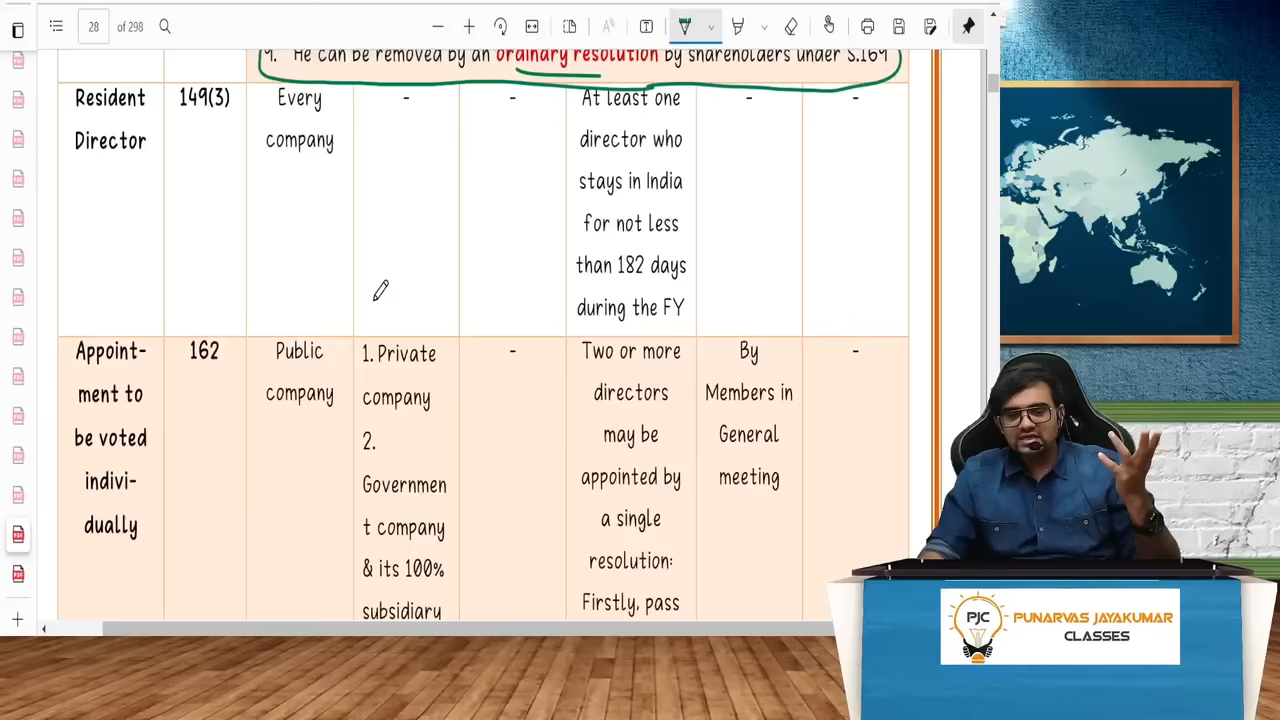 28 of 298
9. He can be removed by an ordinary resolution by shareholders under S.169
Resident
Director
149(3)
Every
company
-
-
At least one
director who
stays in India
for not less
than 182 days
during the FY
-
-
Appoint-
ment to
be voted
indivi-
dually
162
Public
company
1. Private
company
2.
Governmen
t company
& its 100%
subsidiary
-
Two or more
directors
may be
appointed by
a single
resolution:
Firstly, pass
By
Members in
General
meeting
-
PJC
PUNARVAS JAYAKUMAR
CLASSES